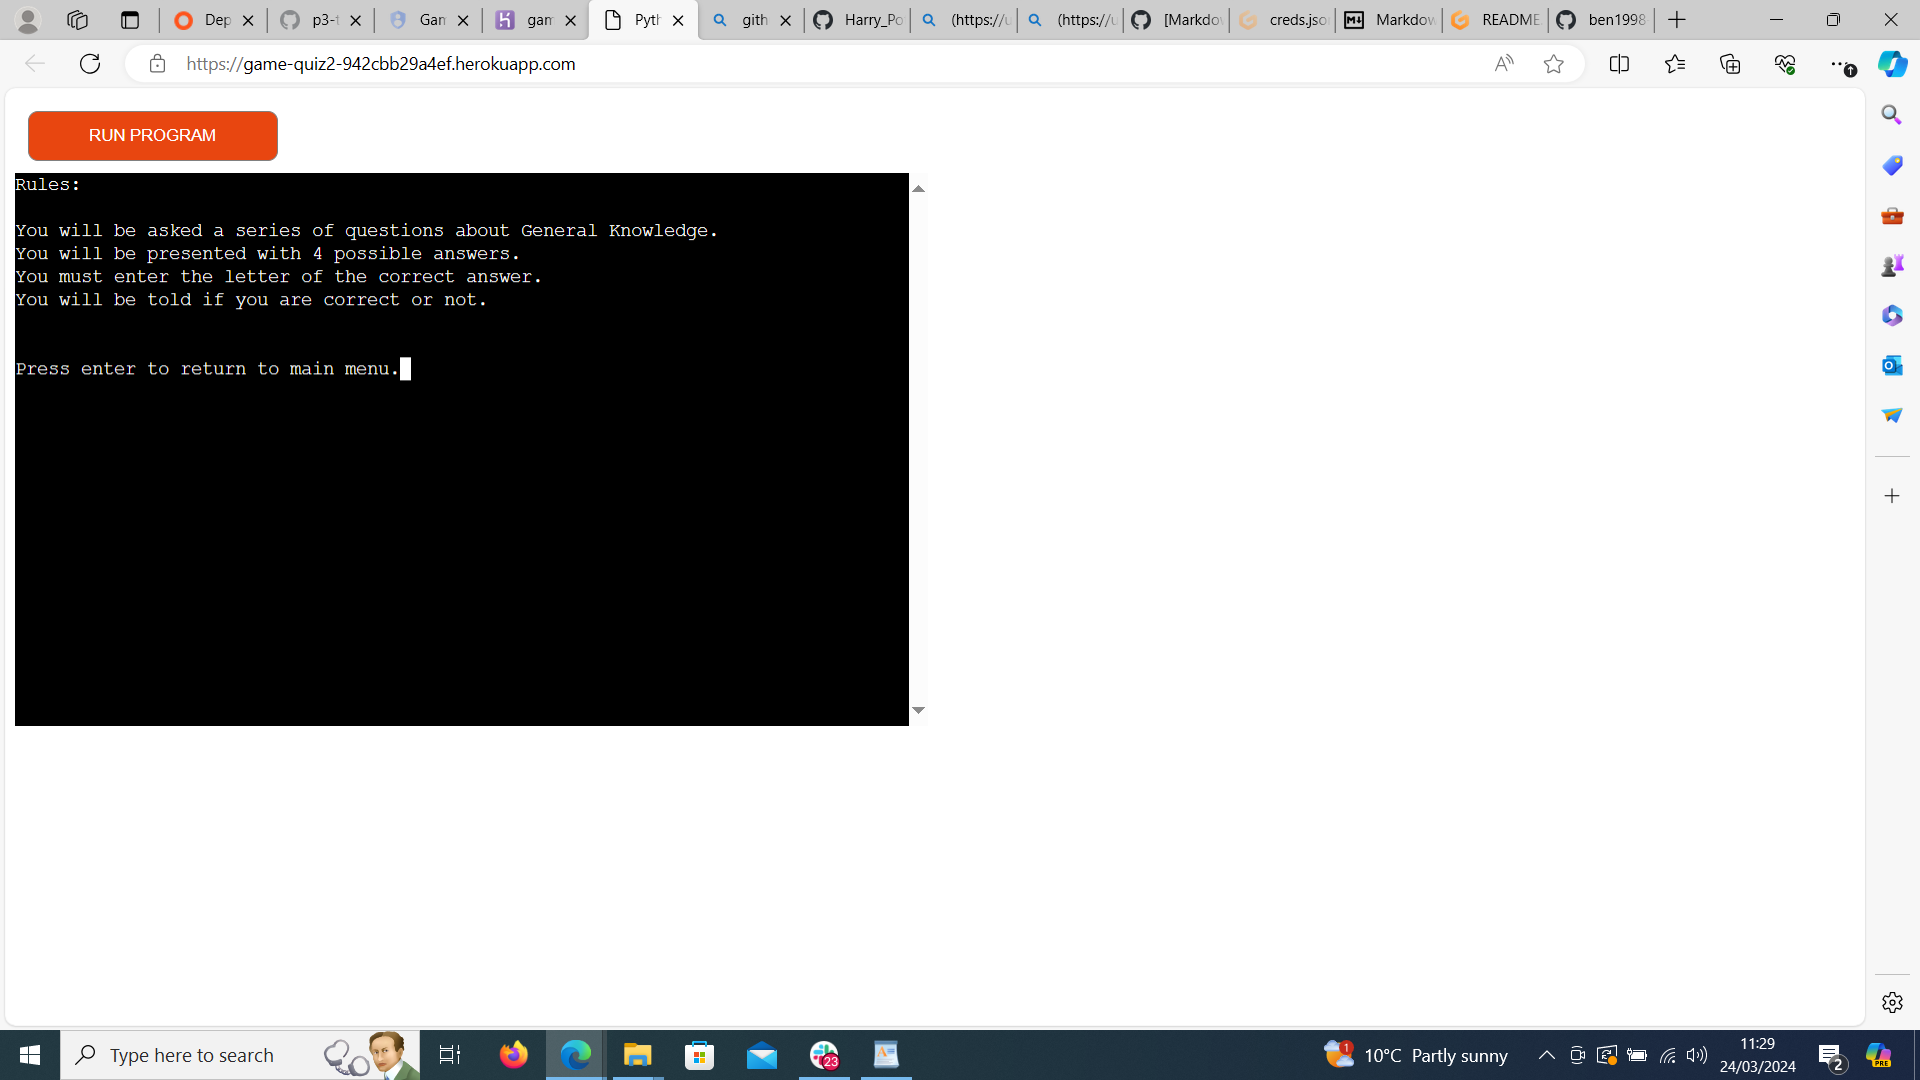 Dep
p3-t
Gan
gam
Pyth
gith
Harry_Po
(https://u
(https://u
[Markdow
creds.jso
Markdow
README
ben1998
https://game-quiz2-942cbb29a4ef.herokuapp.com
RUN PROGRAM
Rules:
You will be asked a series of questions about General Knowledge.
You will be presented with 4 possible answers.
You must enter the letter of the correct answer.
You will be told if you are correct or not.
Press enter to return to main menu.
Type here to search
23
1
10°C Partly sunny
11:29
24/03/2024
2
PRE